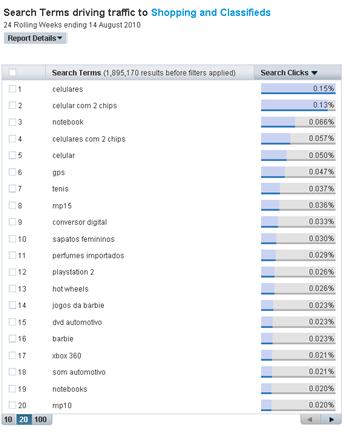 Search Terms driving traffic to Shopping and Classifieds
24 Rolling Weeks ending 14 August 2010
Report Details
Search Terms (1,895,170 results before filters applied) Search Clicks
1 celulares 0.15%
2 celular com 2 chips 0.13%
3 notebook 0.066%
4 celulares com 2 chips 0.057%
5 celular 0.050%
6 gps 0.047%
7 tenis 0.037%
8 mp15 0.036%
9 conversor digital 0.033%
10 sapatos femininos 0.030%
11 perfumes importados 0.029%
12 playstation 2 0.026%
13 hot wheels 0.026%
14 jogos da barbie 0.023%
15 dvd automotivo 0.023%
16 barbie 0.023%
17 xbox 360 0.021%
18 som automotivo 0.021%
19 notebooks 0.020%
20 mp10 0.020%
10 20 100